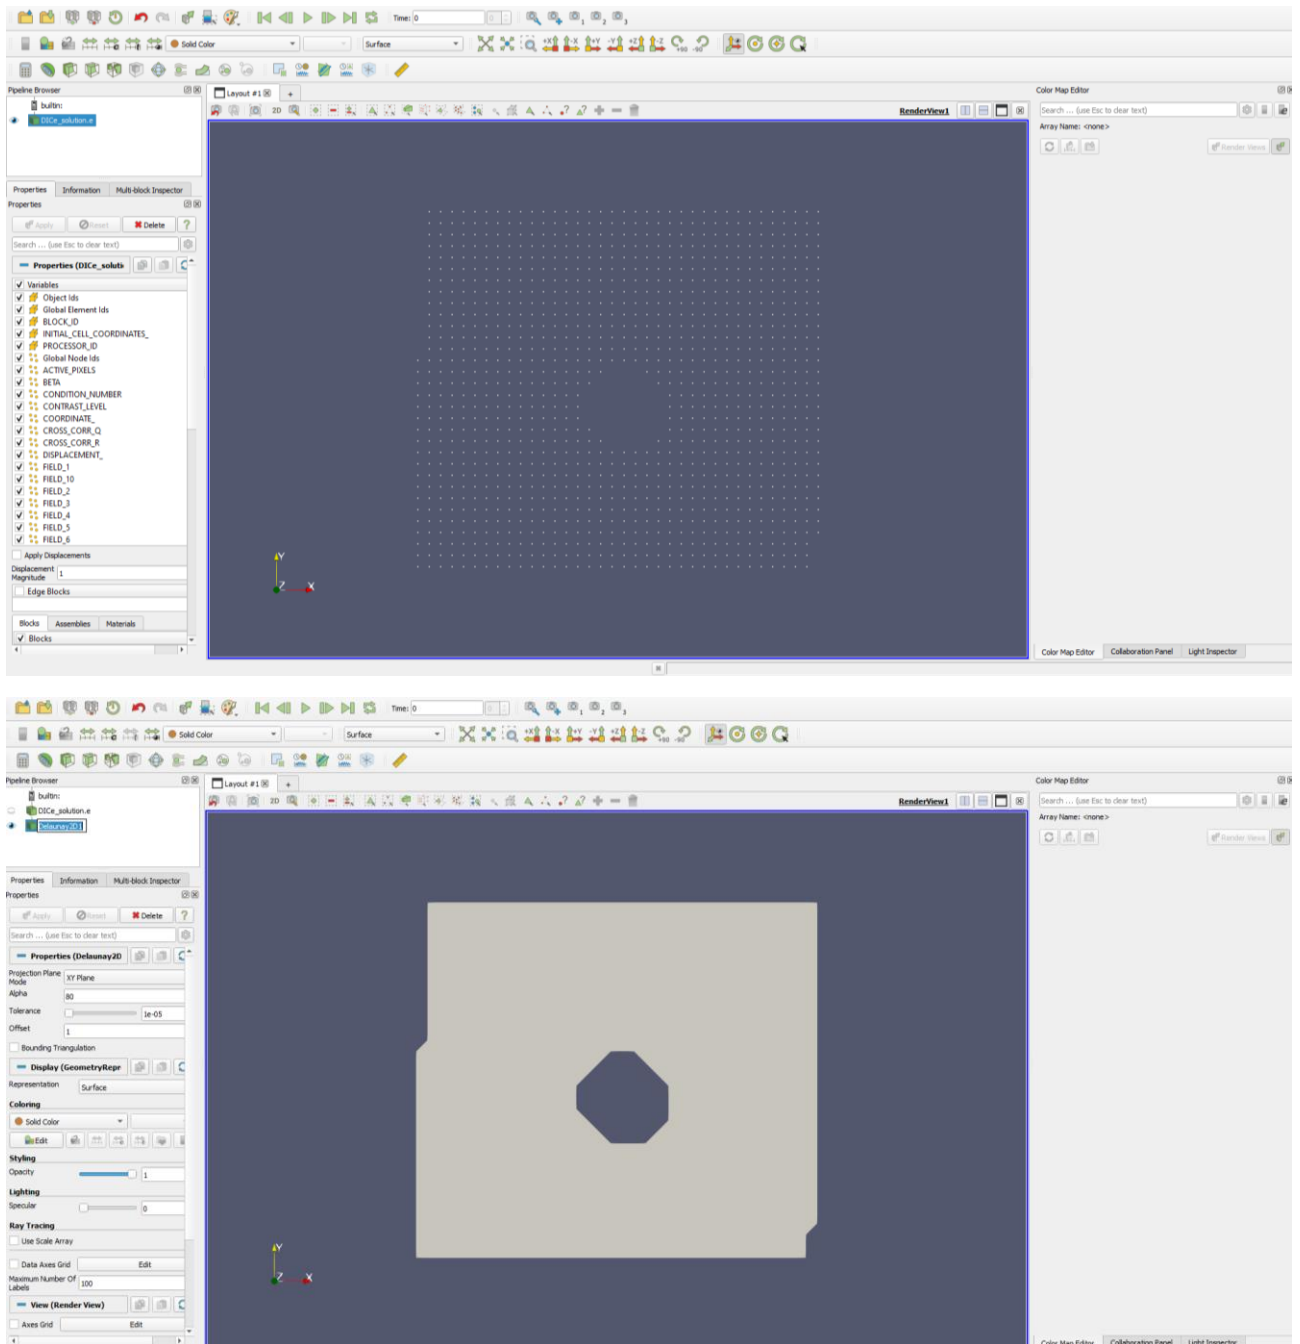 Time: 0
Solid Color
Surface
Pipeline Browser
Layout #1
+
Color Map Editor
builtin:
DICe_solution.e
2D
RenderView1
Search ... (use Esc to clear text)
Array Name: <none>
Render Views
Properties Information Multi-block Inspector
Properties
Apply Reset Delete ?
Search ... (use Esc to clear text)
Properties (DICe_soluti
Variables
Object Ids
Global Element Ids
BLOCK_ID
INITIAL_CELL_COORDINATES_
PROCESSOR_ID
Global Node Ids
ACTIVE_PIXELS
BETA
CONDITION_NUMBER
CONTRAST_LEVEL
COORDINATE_
CROSS_CORR_Q
CROSS_CORR_R
DISPLACEMENT_
FIELD_1
FIELD_10
FIELD_2
FIELD_3
FIELD_4
FIELD_5
FIELD_6
Apply Displacements
Displacement
Magnitude 1
Edge Blocks
Blocks Assemblies Materials
Blocks
Y
Z X
Color Map Editor Collaboration Panel Light Inspector
Time: 0
Solid Color
Surface
Pipeline Browser
Layout #1
+
Color Map Editor
builtin:
DICe_solution.e
Delaunay2D1
2D
RenderView1
Search ... (use Esc to clear text)
Array Name: <none>
Render Views
Properties Information Multi-block Inspector
Properties
Apply Reset Delete ?
Search ... (use Esc to clear text)
Properties (Delaunay2D
Projection Plane
Mode XY Plane
Alpha 80
Tolerance 1e-05
Offset 1
Bounding Triangulation
Display (GeometryRepr
Representation Surface
Coloring
Solid Color
Edit
Styling
Opacity 1
Lighting
Specular 0
Ray Tracing
Use Scale Array
Data Axes Grid Edit
Maximum Number Of
Labels 100
View (Render View)
Axes Grid Edit
Y
Z X
Color Map Editor Collaboration Panel Light Inspector